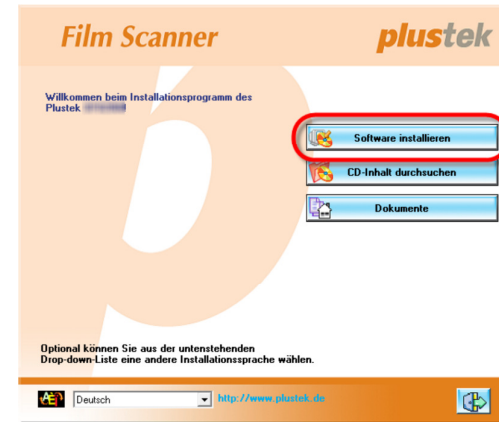 Film Scanner
plustek
Willkommen beim Installationsprogramm des
Plustek
Software installieren
CD-Inhalt durchsuchen
Dokumente
Optional können Sie aus der untenstehenden
Drop-down-Liste eine andere Installationssprache wählen.
Deutsch
http://www.plustek.de